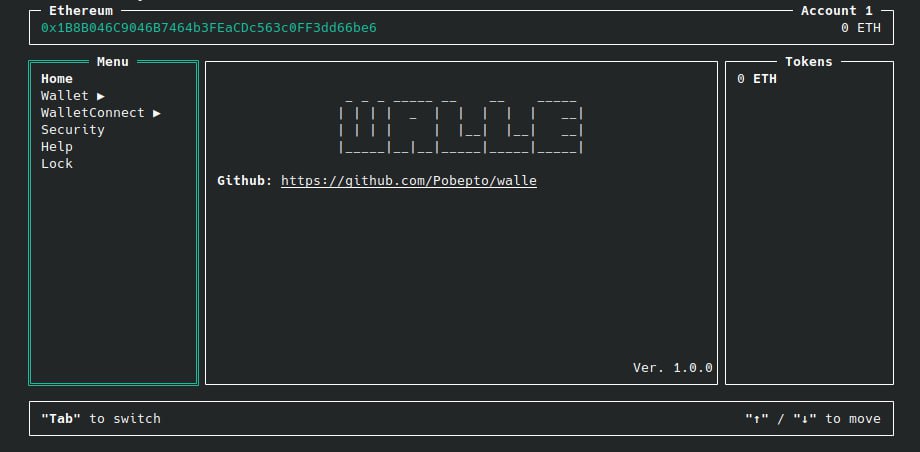 Ethereum Account 1
0x1B8B046C9046B7464b3FEaCDc563c0FF3dd66be6 0 ETH
Menu
Home
Wallet ▶
WalletConnect ▶
Security
Help
Lock
WALLE
Github: https://github.com/Pobepto/walle
Ver. 1.0.0
Tokens
0 ETH
"Tab" to switch "↑" / "↓" to move